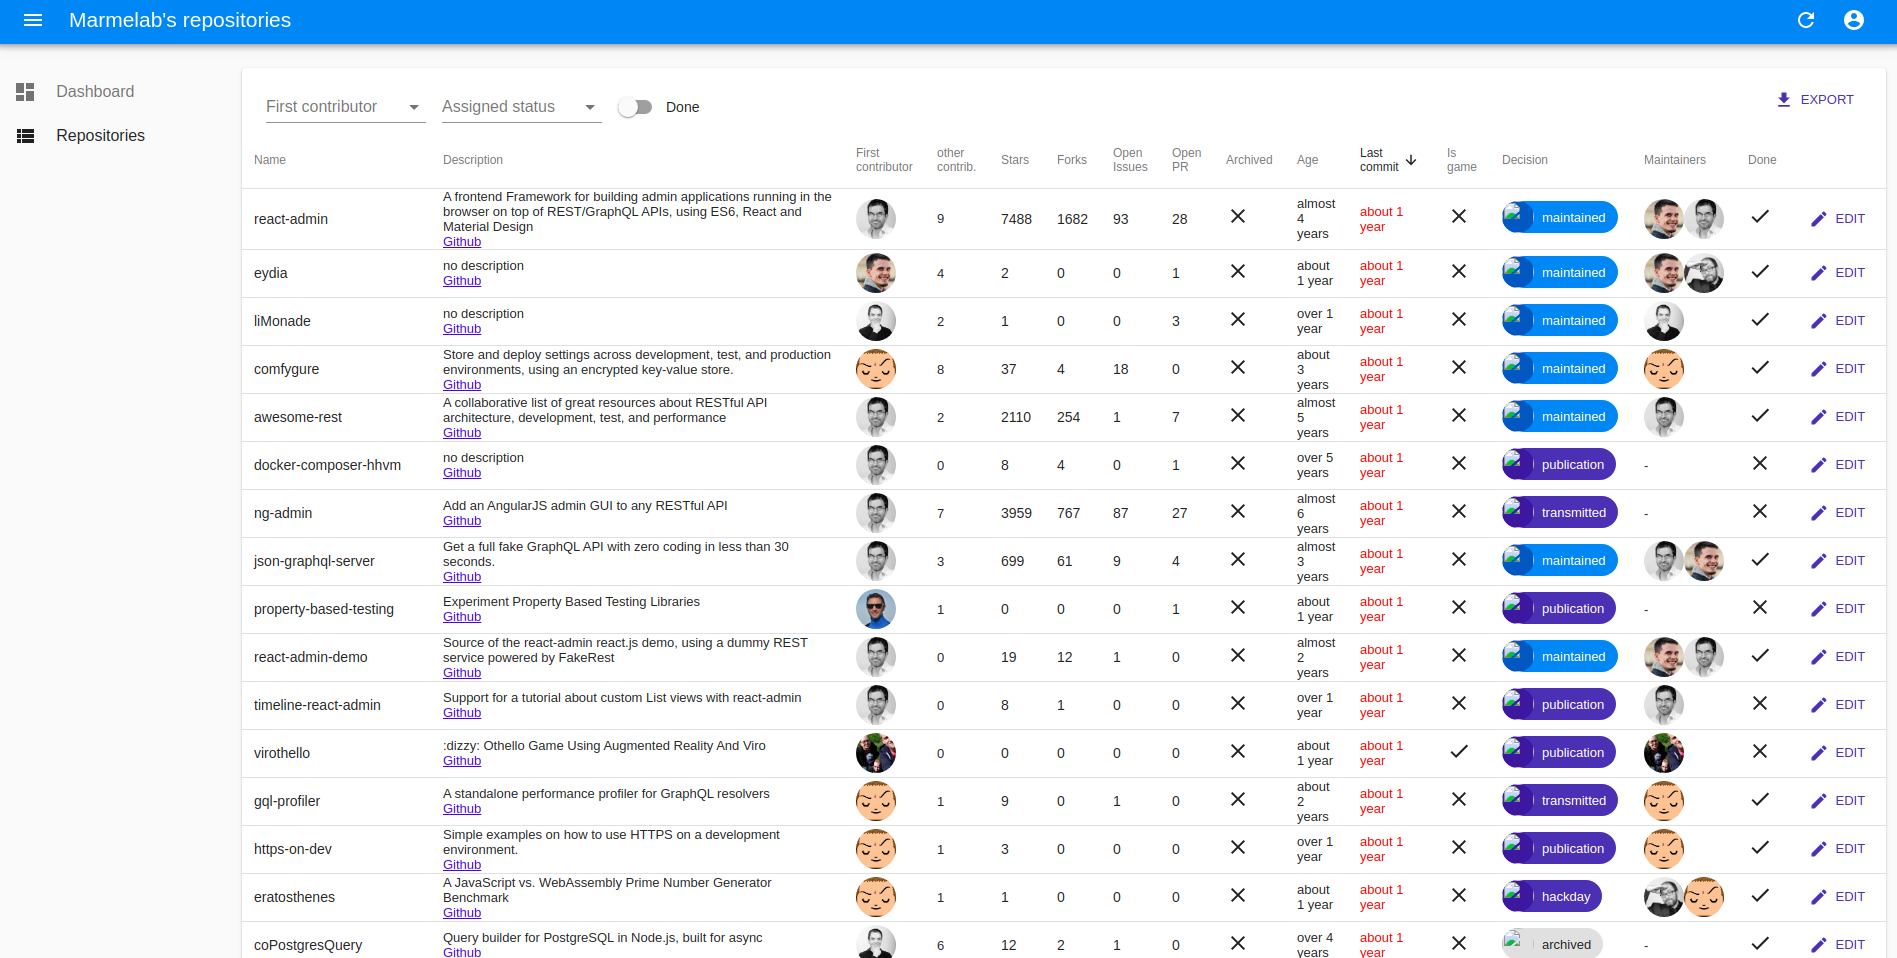 Marmelab's repositories
Dashboard
Repositories
First contributor
Assigned status
Done
EXPORT
Name
Description
First
contributor
other
contrib.
Stars
Forks
Open
Issues
Open
PR
Archived
Age
Last
commit
Is
game
Decision
Maintainers
Done
react-admin
A frontend Framework for building admin applications running in the
browser on top of REST/GraphQL APIs, using ES6, React and
Material Design
Github
9
7488
1682
93
28
almost
4
years
about 1
year
maintained
EDIT
eydia
no description
Github
4
2
0
0
1
about
1 year
about 1
year
maintained
EDIT
liMonade
no description
Github
2
1
0
0
3
over 1
year
about 1
year
maintained
EDIT
comfygure
Store and deploy settings across development, test, and production
environments, using an encrypted key-value store.
Github
8
37
4
18
0
about
3
years
about 1
year
maintained
EDIT
awesome-rest
A collaborative list of great resources about RESTful API
architecture, development, test, and performance
Github
2
2110
254
1
7
almost
5
years
about 1
year
maintained
EDIT
docker-composer-hhvm
no description
Github
0
8
4
0
1
over 5
years
about 1
year
publication
-
EDIT
ng-admin
Add an AngularJS admin GUI to any RESTful API
Github
7
3959
767
87
27
almost
6
years
about 1
year
transmitted
-
EDIT
json-graphql-server
Get a full fake GraphQL API with zero coding in less than 30
seconds.
Github
3
699
61
9
4
almost
3
years
about 1
year
maintained
EDIT
property-based-testing
Experiment Property Based Testing Libraries
Github
1
0
0
0
1
about
1 year
about 1
year
publication
-
EDIT
react-admin-demo
Source of the react-admin react.js demo, using a dummy REST
service powered by FakeRest
Github
0
19
12
1
0
almost
2
years
about 1
year
maintained
EDIT
timeline-react-admin
Support for a tutorial about custom List views with react-admin
Github
0
8
1
0
0
over 1
year
about 1
year
publication
EDIT
virothello
:dizzy: Othello Game Using Augmented Reality And Viro
Github
0
0
0
0
0
about
1 year
about 1
year
publication
EDIT
gql-profiler
A standalone performance profiler for GraphQL resolvers
Github
1
9
0
1
0
about
2
years
about 1
year
transmitted
EDIT
https-on-dev
Simple examples on how to use HTTPS on a development
environment.
Github
1
3
0
0
0
over 1
year
about 1
year
publication
EDIT
eratosthenes
A JavaScript vs. WebAssembly Prime Number Generator
Benchmark
Github
1
1
0
0
0
about
1 year
about 1
year
hackday
EDIT
coPostgresQuery
Query builder for PostgreSQL in Node.js, built for async
Github
6
12
2
1
0
over 4
years
about 1
year
archived
-
EDIT